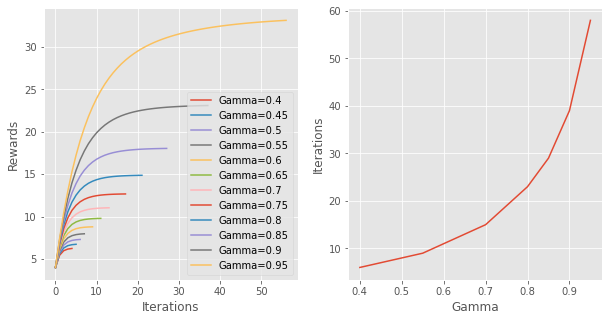 35
30
25
20
15
10
5
0
10
20
30
40
50
Rewards
Iterations
Gamma=0.4
Gamma=0.45
Gamma=0.5
Gamma=0.55
Gamma=0.6
Gamma=0.65
Gamma=0.7
Gamma=0.75
Gamma=0.8
Gamma=0.85
Gamma=0.9
Gamma=0.95
60
50
40
30
20
10
0.4
0.5
0.6
0.7
0.8
0.9
Iterations
Gamma